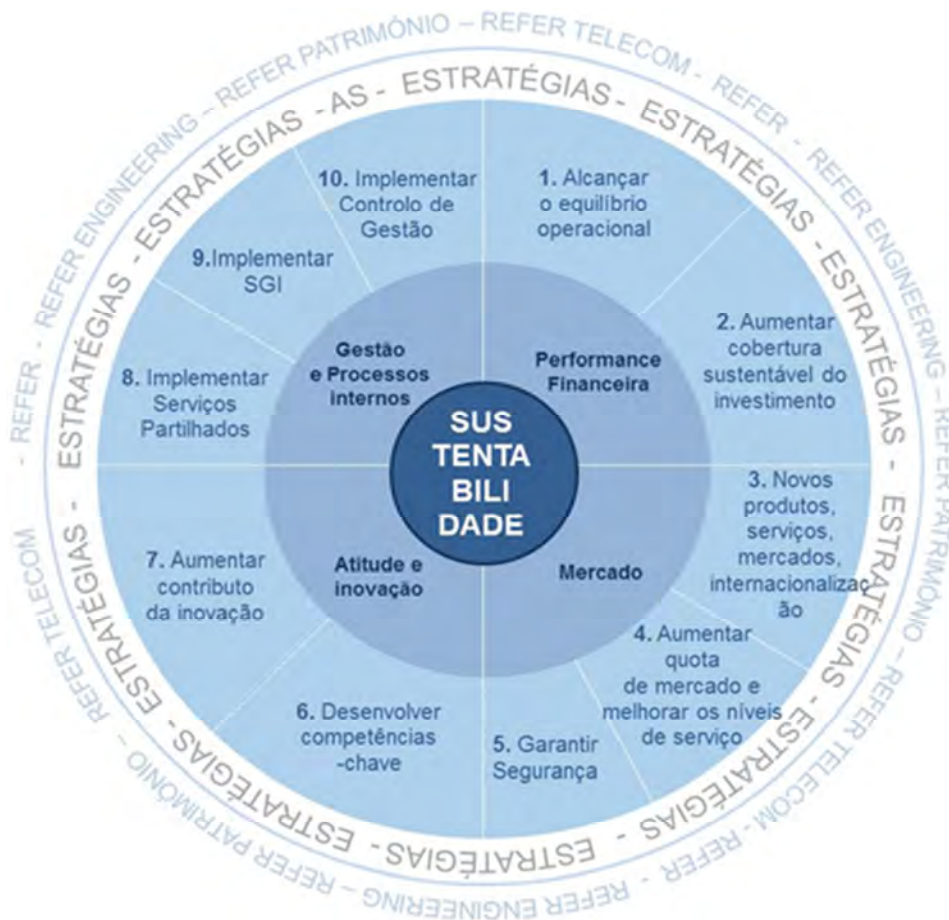 - REFER - REFER ENGINEERING – REFER PATRIMÓNIO – REFER TELECOM - REFER - REFER ENGINEERING – REFER PATRIMÓNIO – REFER TELECOM - REFER - REFER ENGINEERING – REFER PATRIMÓNIO – REFER TELECOM
ESTRATÉGIAS -ESTRATÉGIAS -AS- ESTRATÉGIAS- ESTRATÉGIAS -ESTRATÉGIAS - ESTRATÉGIAS -ESTRATÉGIAS - ESTRATÉGIAS- ESTRATÉGIAS- ESTRATÉGIAS-
1. Alcançar
o equilíbrio
operacional
2. Aumentar
cobertura
sustentável do
investimento
3. Novos
produtos,
serviços,
mercados,
internacionalizaç
ão
4. Aumentar
quota
de mercado e
melhorar os níveis
de serviço
5. Garantir
Segurança
6. Desenvolver
competências
-chave
7. Aumentar
contributo
da inovação
8. Implementar
Serviços
Partilhados
9.Implementar
SGI
10. Implementar
Controlo de
Gestão
Gestão
e Processos
internos
Performance
Financeira
Atitude e
inovação
Mercado
SUS
TENTA
BILI
DADE